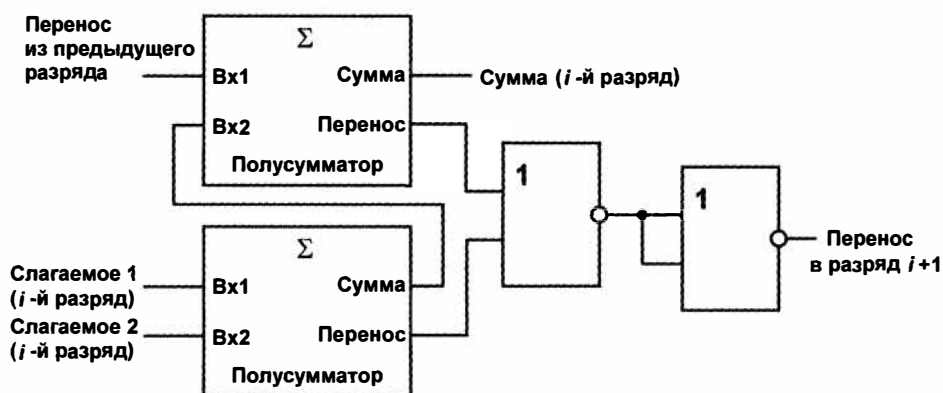 Перенос
из предыдущего
разряда
Σ
Вх1
Сумма
Сумма (i-й разряд)
Вх2
Перенос
Полусумматор
1
1
Перенос
в разряд i+1
Σ
Слагаемое 1
(i-й разряд)
Вх1
Сумма
Слагаемое 2
(i-й разряд)
Вх2
Перенос
Полусумматор